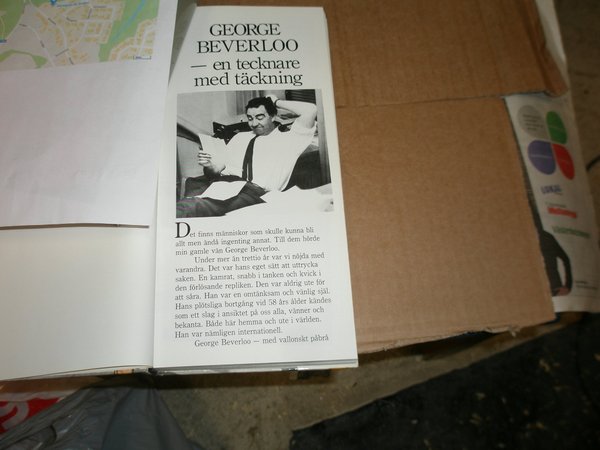 GEORGE
BEVERLOO
— en tecknare
med täckning
Det finns människor som skulle kunna bli
allt men ändå ingenting annat. Till dem hörde
min gamle vän George Beverloo.
Under mer än trettio år var vi nöjda med
varandra. Det var hans eget sätt att uttrycka
saken. En kamrat, snabb i tanken och kvick i
den förlösande repliken. Den var aldrig ute för
att såra. Han var en omtänksam och vänlig själ.
Hans plötsliga bortgång vid 58 års ålder kändes
som ett slag i ansiktet på oss alla, vänner och
bekanta. Både här hemma och ute i världen.
Han var nämligen internationell.
George Beverloo — med vallonskt påbrå